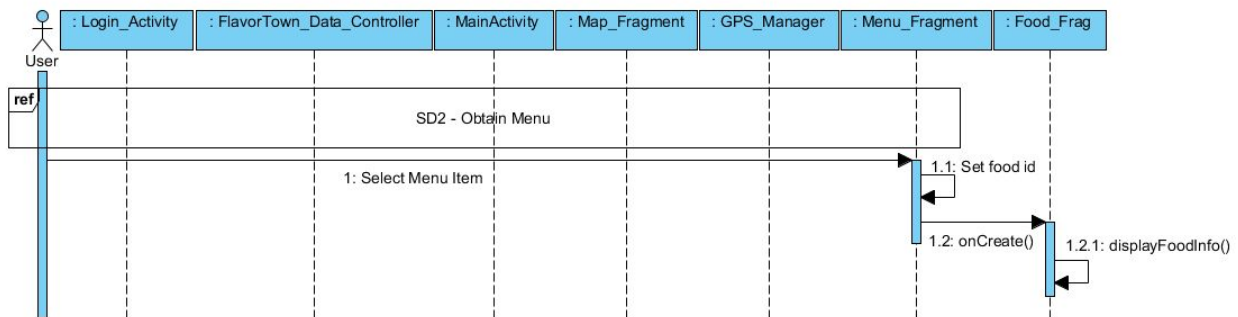 : Login_Activity
: FlavorTown_Data_Controller
: MainActivity
: Map_Fragment
: GPS_Manager
: Menu_Fragment
: Food_Frag
User
ref
SD2 - Obtain Menu
1: Select Menu Item
1.1: Set food id
1.2: onCreate()
1.2.1: displayFoodInfo()